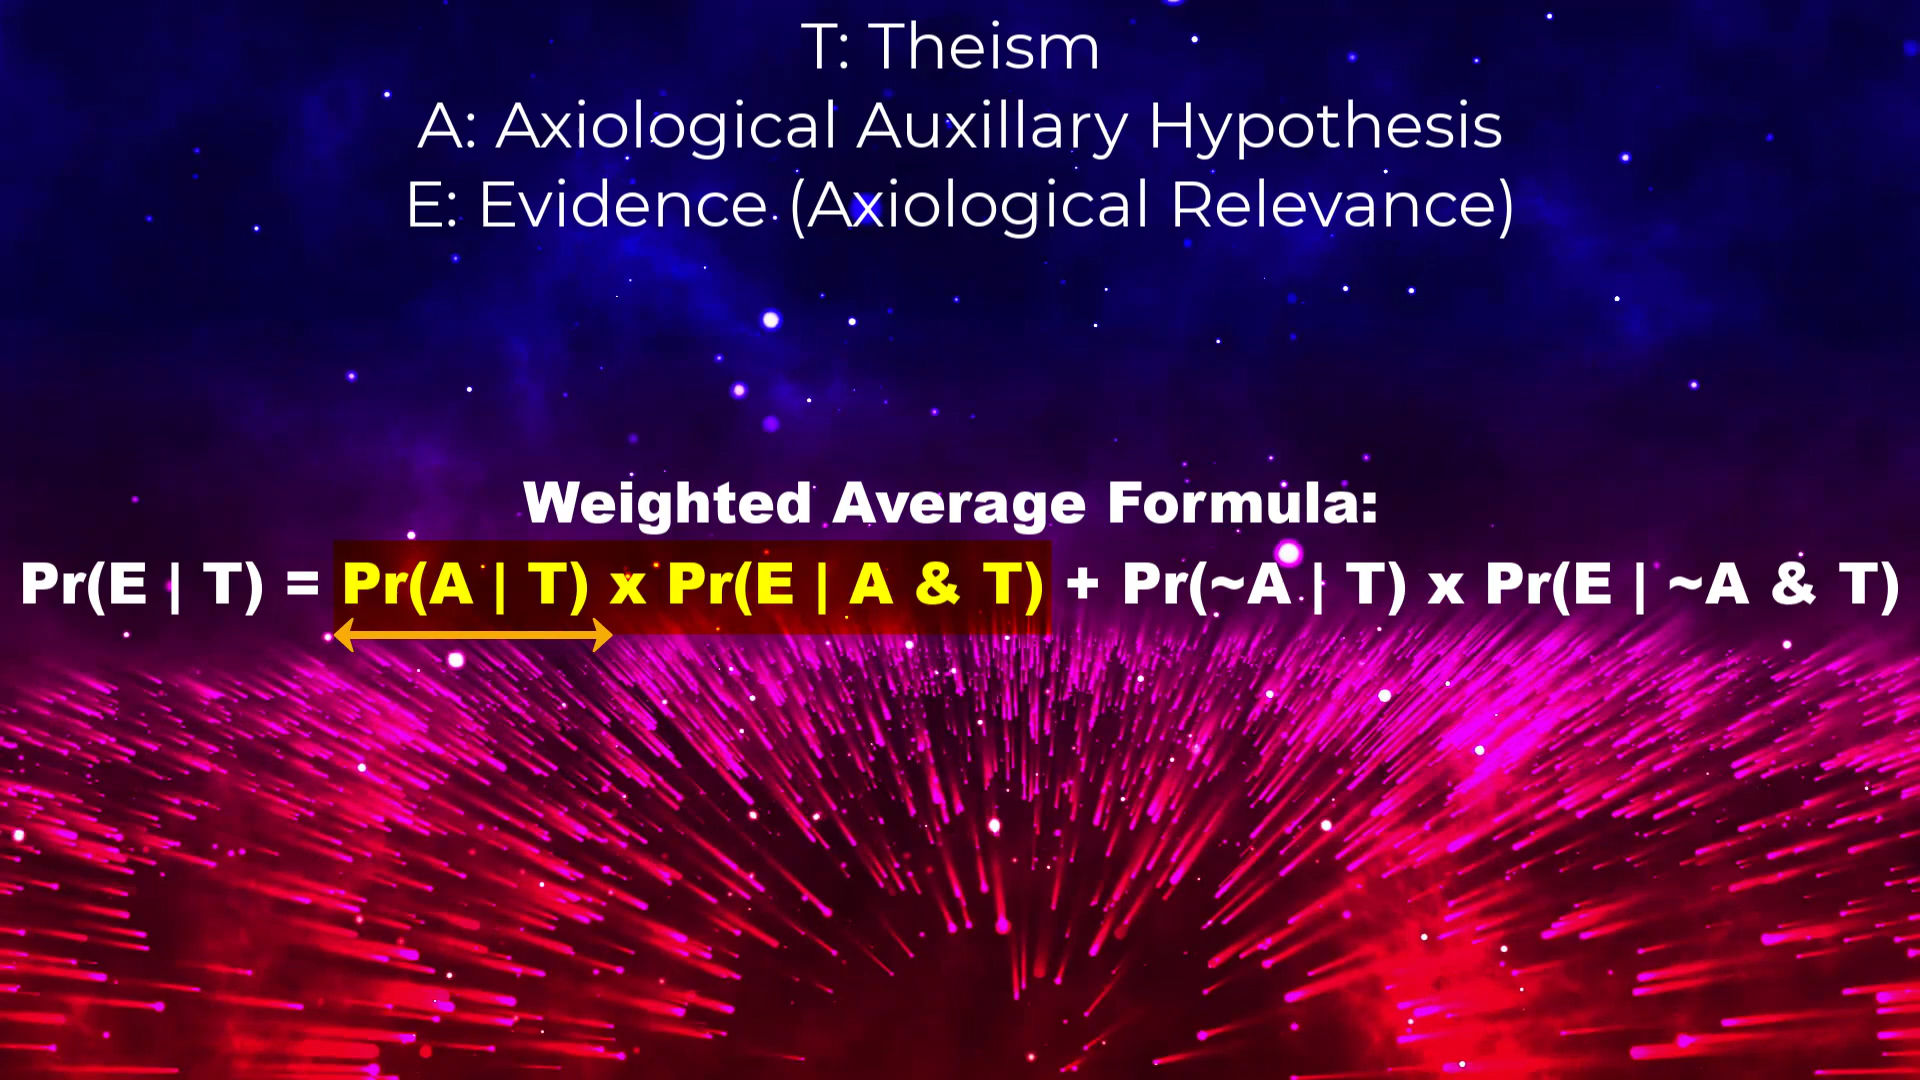 T: Theism
A: Axiological Auxillary Hypothesis
E: Evidence (Axiological Relevance)
Weighted Average Formula:
Pr(E | T) = Pr(A | T) x Pr(E | A & T) + Pr(~A | T) x Pr(E | ~A & T)